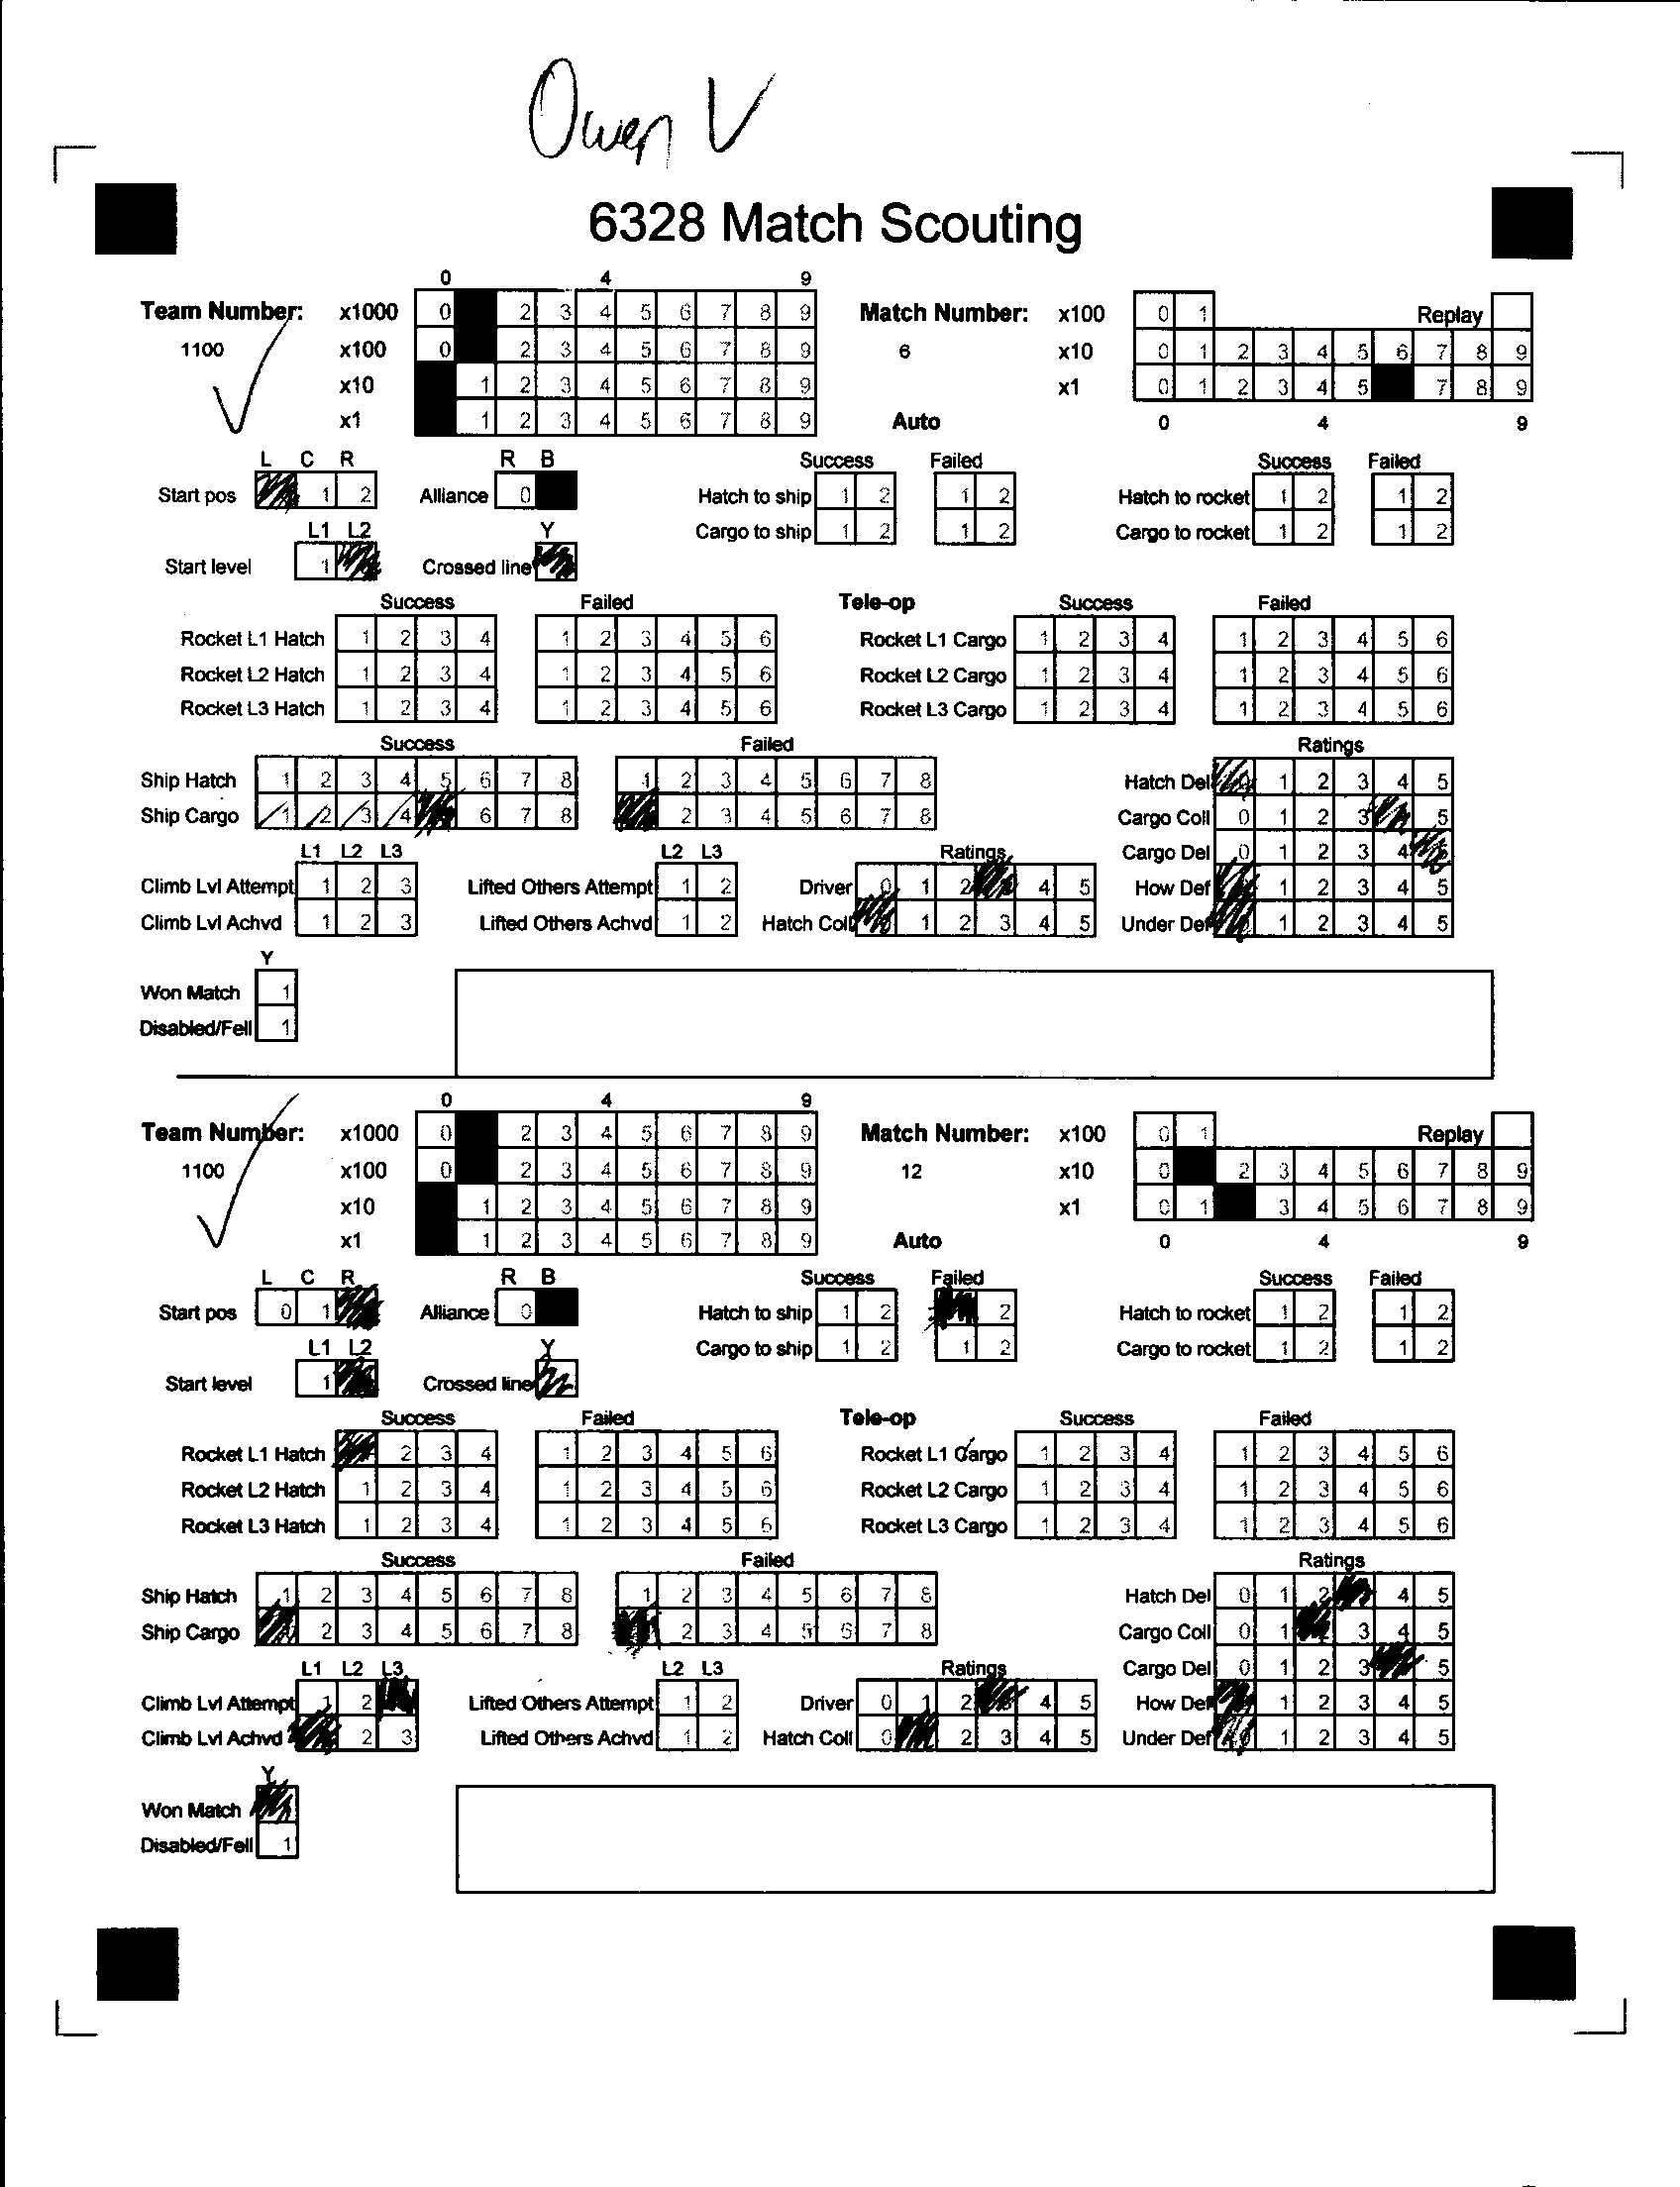 Owen V
6328 Match Scouting
0 4 9
Team Number: x1000 0 2 3 4 5 6 7 8 9 Match Number: x100 0 1 Replay
1100 x100 0 2 3 4 5 6 7 8 9 6 x10 0 1 2 3 4 5 6 7 8 9
x10 1 2 3 4 5 6 7 8 9 x1 0 1 2 3 4 5 7 8 9
x1 1 2 3 4 5 6 7 8 9 Auto 0 4 9
L C R R B Success Failed Success Failed
Start pos 1 2 Alliance 0 Hatch to ship 1 2 1 2 Hatch to rocket 1 2 1 2
L1 L2 Y Cargo to ship 1 2 1 2 Cargo to rocket 1 2 1 2
Start level 1 Crossed line
Success Failed Tele-op Success Failed
Rocket L1 Hatch 1 2 3 4 1 2 3 4 5 6 Rocket L1 Cargo 1 2 3 4 1 2 3 4 5 6
Rocket L2 Hatch 1 2 3 4 1 2 3 4 5 6 Rocket L2 Cargo 1 2 3 4 1 2 3 4 5 6
Rocket L3 Hatch 1 2 3 4 1 2 3 4 5 6 Rocket L3 Cargo 1 2 3 4 1 2 3 4 5 6
Success Failed Ratings
Ship Hatch 1 2 3 4 5 6 7 8 1 2 3 4 5 6 7 8 Hatch Del 1 2 3 4 5
Ship Cargo 1 2 3 4 6 7 8 2 3 4 5 6 7 8 Cargo Coll 0 1 2 3 5
L1 L2 L3 L2 L3 Ratings Cargo Del 0 1 2 3 4
Climb Lvl Attempt 1 2 3 Lifted Others Attempt 1 2 Driver 0 1 2 4 5 How Def 1 2 3 4 5
Climb Lvl Achvd 1 2 3 Lifted Others Achvd 1 2 Hatch Coll 1 2 3 4 5 Under Def 1 2 3 4 5
Y
Won Match 1
Disabled/Fell 1
0 4 9
Team Number: x1000 0 2 3 4 5 6 7 8 9 Match Number: x100 0 1 Replay
1100 x100 0 2 3 4 5 6 7 8 9 12 x10 0 2 3 4 5 6 7 8 9
x10 1 2 3 4 5 6 7 8 9 x1 0 1 3 4 5 6 7 8 9
x1 1 2 3 4 5 6 7 8 9 Auto 0 4 9
L C R R B Success Failed Success Failed
Start pos 0 1 Alliance 0 Hatch to ship 1 2 2 Hatch to rocket 1 2 1 2
L1 L2 Y Cargo to ship 1 2 1 2 Cargo to rocket 1 2 1 2
Start level 1 Crossed line
Success Failed Tele-op Success Failed
Rocket L1 Hatch 2 3 4 1 2 3 4 5 6 Rocket L1 Cargo 1 2 3 4 1 2 3 4 5 6
Rocket L2 Hatch 1 2 3 4 1 2 3 4 5 6 Rocket L2 Cargo 1 2 3 4 1 2 3 4 5 6
Rocket L3 Hatch 1 2 3 4 1 2 3 4 5 6 Rocket L3 Cargo 1 2 3 4 1 2 3 4 5 6
Success Failed Ratings
Ship Hatch 1 2 3 4 5 6 7 8 1 2 3 4 5 6 7 8 Hatch Del 0 1 2 4 5
Ship Cargo 2 3 4 5 6 7 8 2 3 4 5 6 7 8 Cargo Coll 0 1 3 4 5
L1 L2 L3 L2 L3 Ratings Cargo Del 0 1 2 3 5
Climb Lvl Attempt 1 2 Lifted Others Attempt 1 2 Driver 0 1 2 4 5 How Def 1 2 3 4 5
Climb Lvl Achvd 2 3 Lifted Others Achvd 1 2 Hatch Coll 0 2 3 4 5 Under Def 0 1 2 3 4 5
Y
Won Match
Disabled/Fell 1